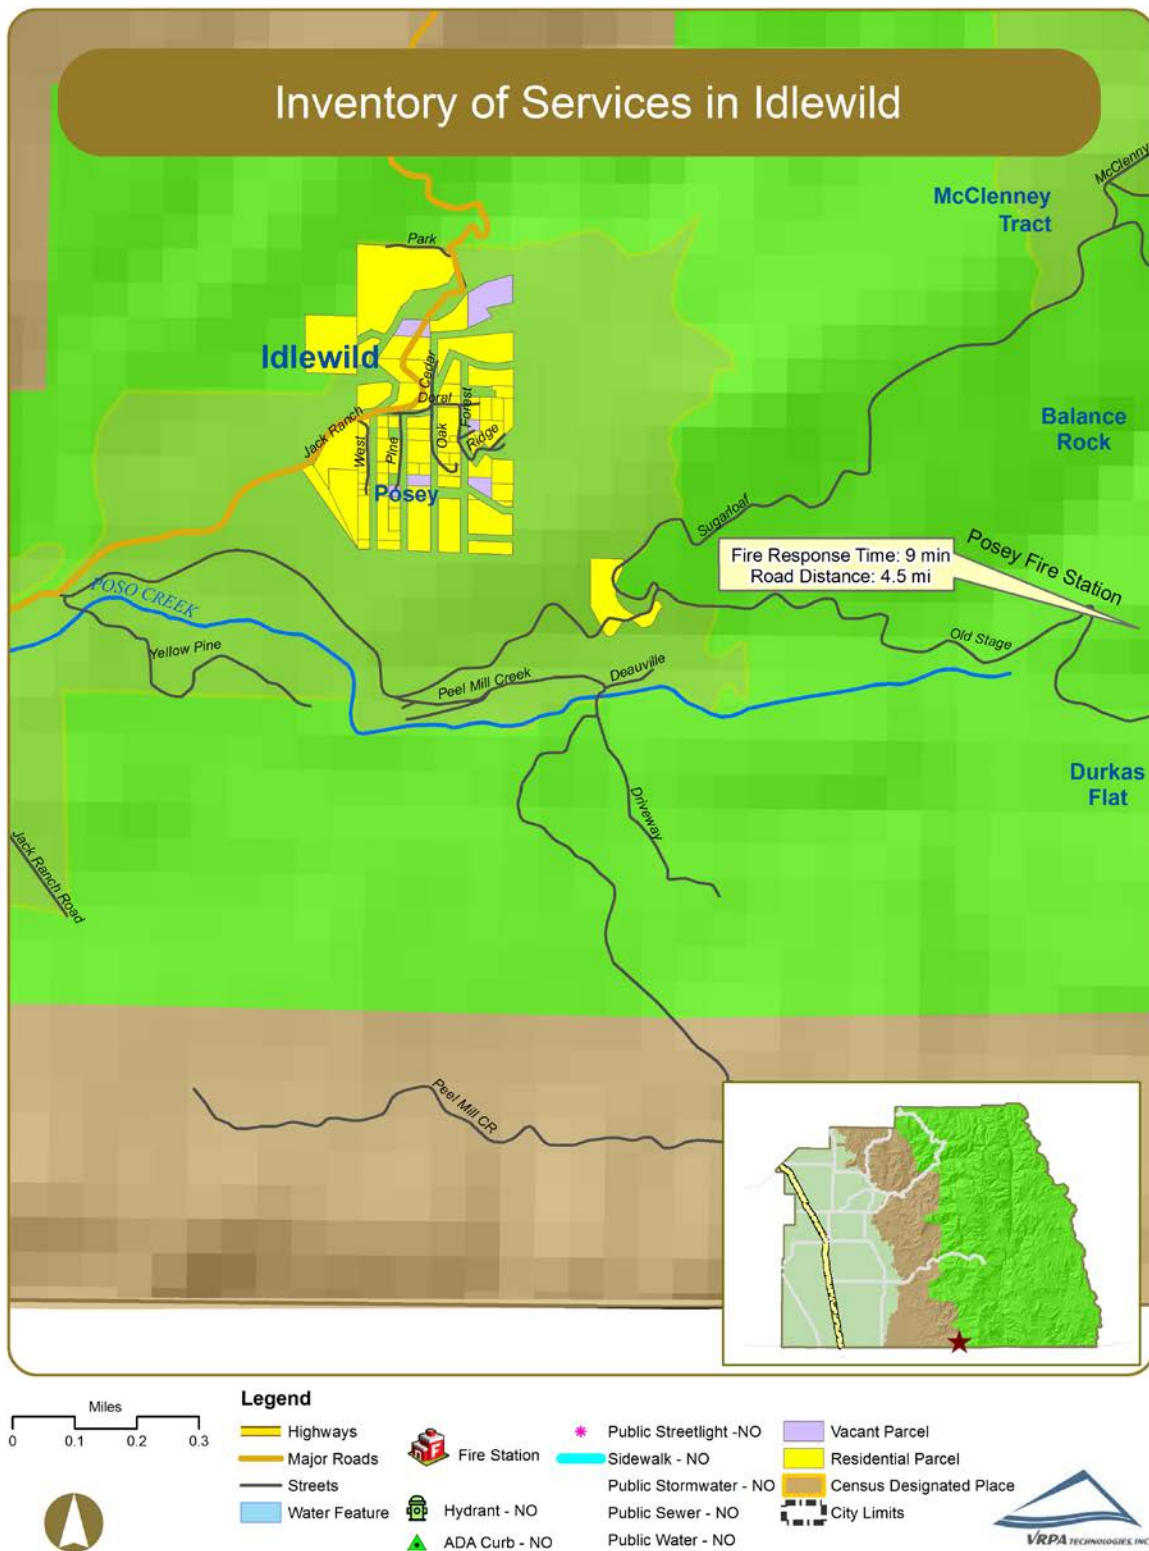 Inventory of Services in Idlewild
McClenny
McClenney
Tract
Park
Idlewild
Cedar
Doral
Forest
Jack Ranch
West
Pine
Oak
Ridge
Balance
Rock
Posey
Sugarloaf
Fire Response Time: 9 min
Road Distance: 4.5 mi
Posey Fire Station
POSO CREEK
Yellow Pine
Old Stage
Deauville
Peel Mill Creek
Durkas
Flat
Driveway
Jack Ranch Road
Peel Mill CR
Miles
0 0.1 0.2 0.3
Legend
Highways
Major Roads
Streets
Water Feature
Fire Station
Hydrant - NO
ADA Curb - NO
Public Streetlight -NO
Sidewalk - NO
Public Stormwater - NO
Public Sewer - NO
Public Water - NO
Vacant Parcel
Residential Parcel
Census Designated Place
City Limits
VRPA TECHNOLOGIES, INC